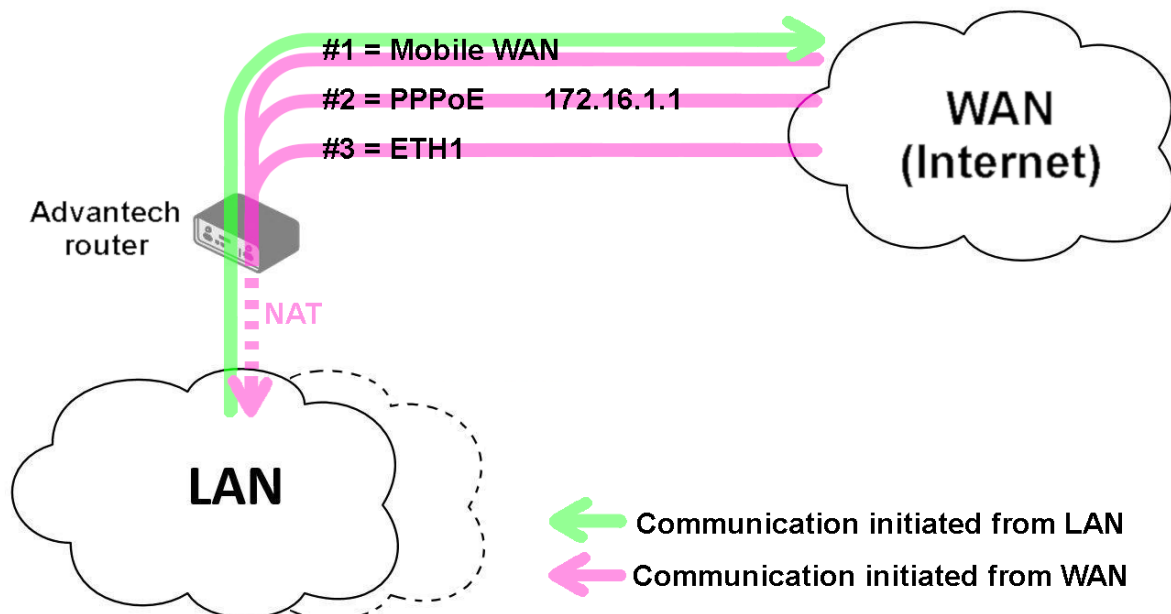 #1 = Mobile WAN
#2 = PPPoE 172.16.1.1
#3 = ETH1
WAN
(Internet)
Advantech
router
NAT
LAN
Communication initiated from LAN
Communication initiated from WAN